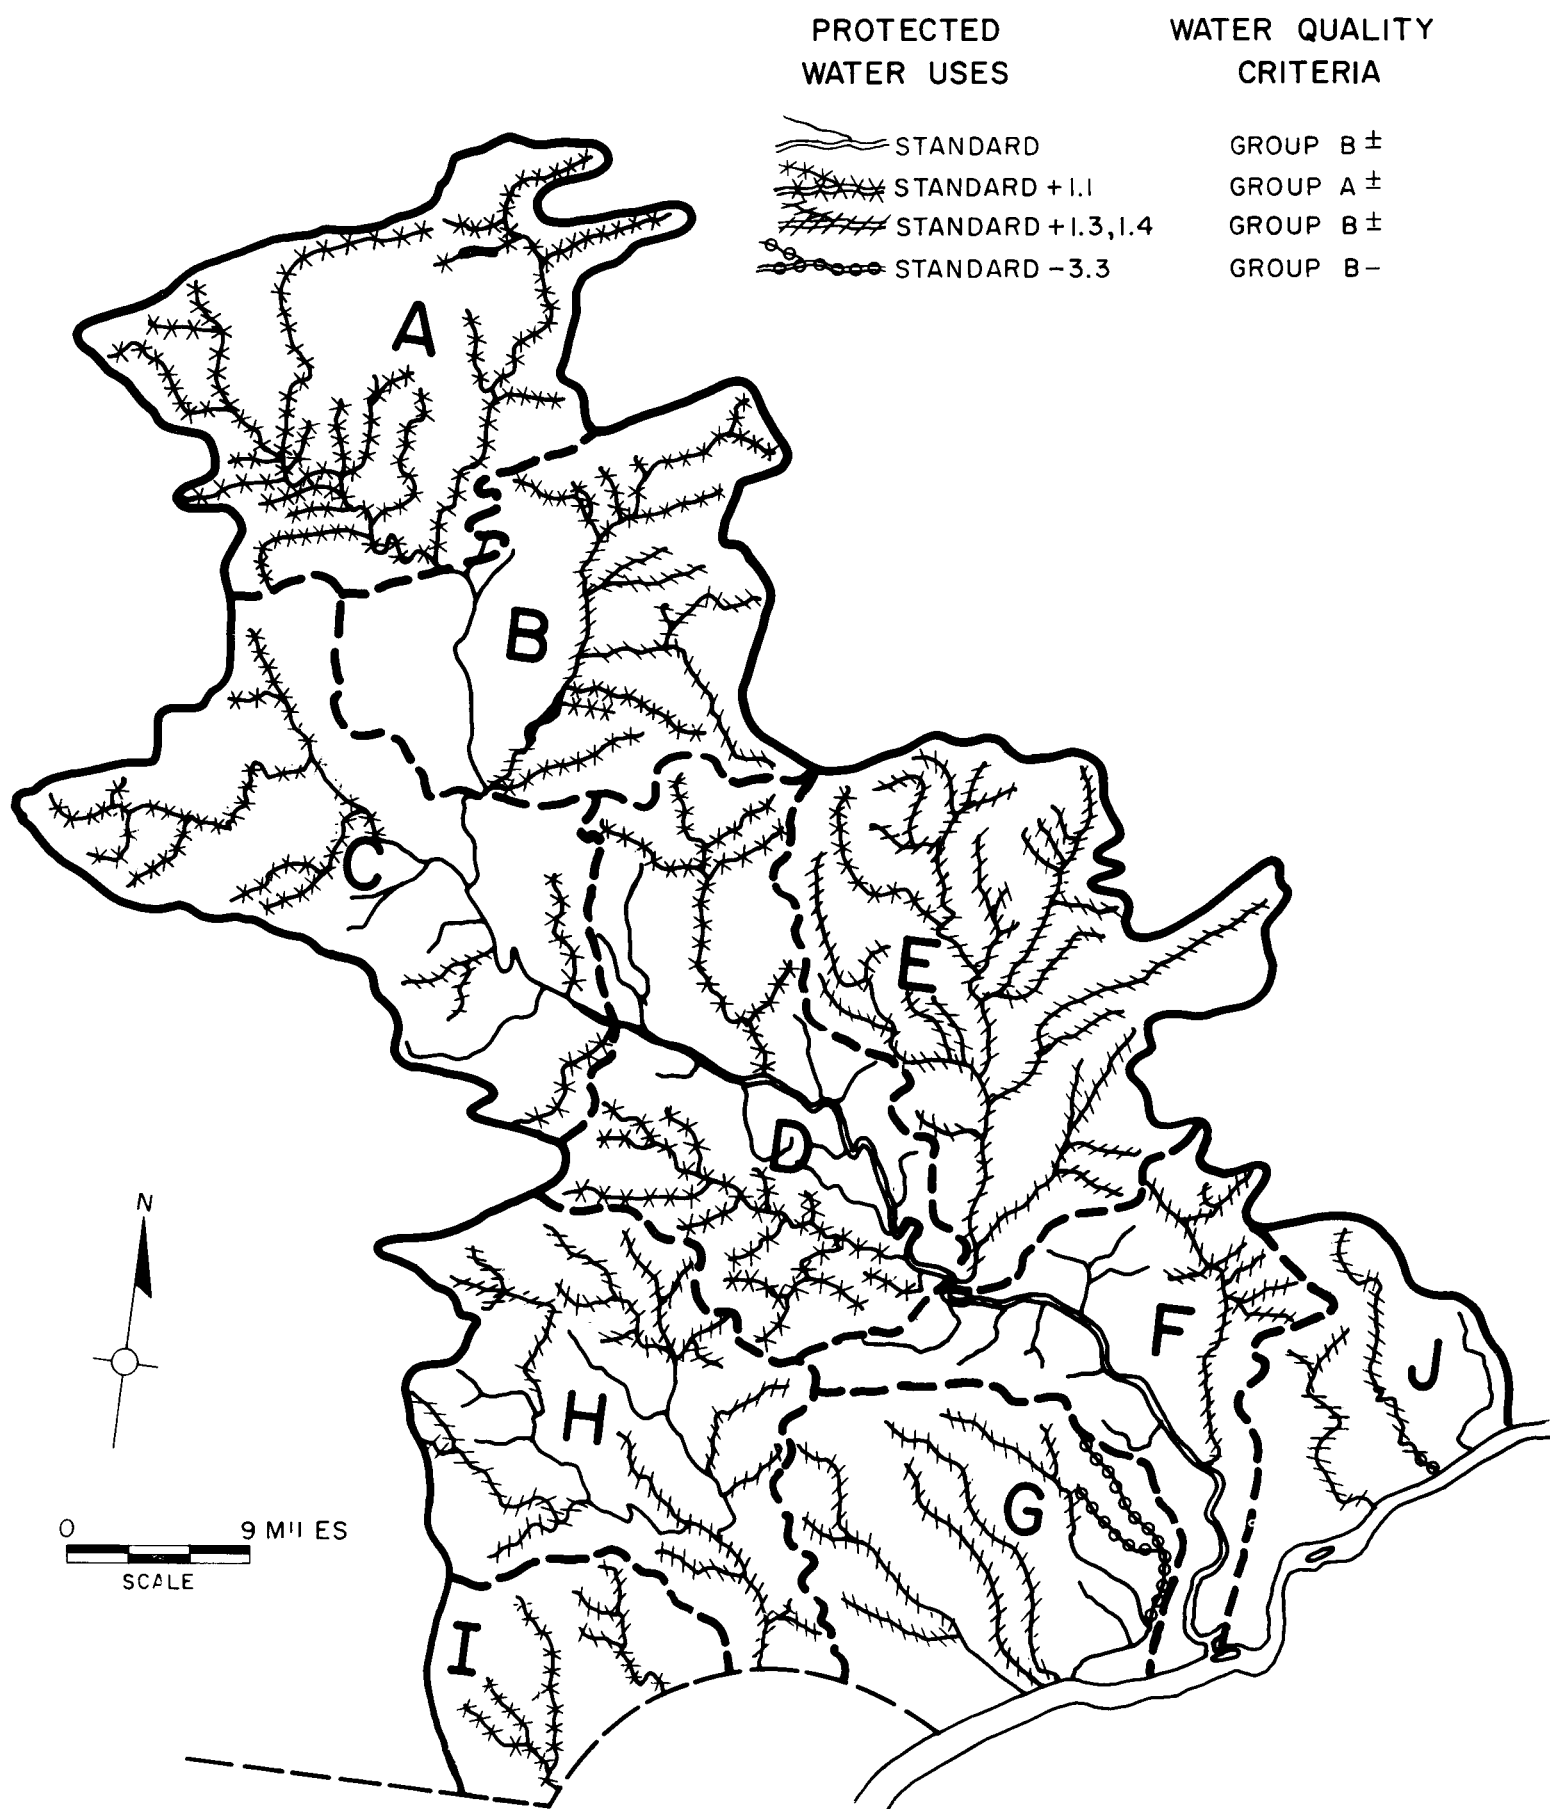 PROTECTED WATER QUALITY
WATER USES CRITERIA
STANDARD GROUP B ±
STANDARD + 1.1 GROUP A ±
STANDARD + 1.3, 1.4 GROUP B ±
STANDARD - 3.3 GROUP B -
A
B
C
E
D
N
F
J
H
G
0 9 MILES
SCALE
I